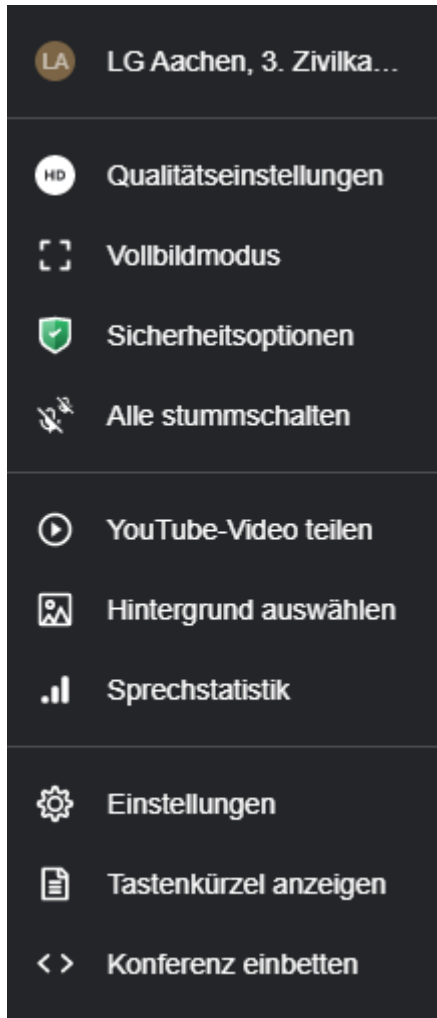 LA LG Aachen, 3. Zivilka...
HD Qualitätseinstellungen
Vollbildmodus
Sicherheitsoptionen
Alle stummschalten
YouTube-Video teilen
Hintergrund auswählen
Sprechstatistik
Einstellungen
Tastenkürzel anzeigen
Konferenz einbetten